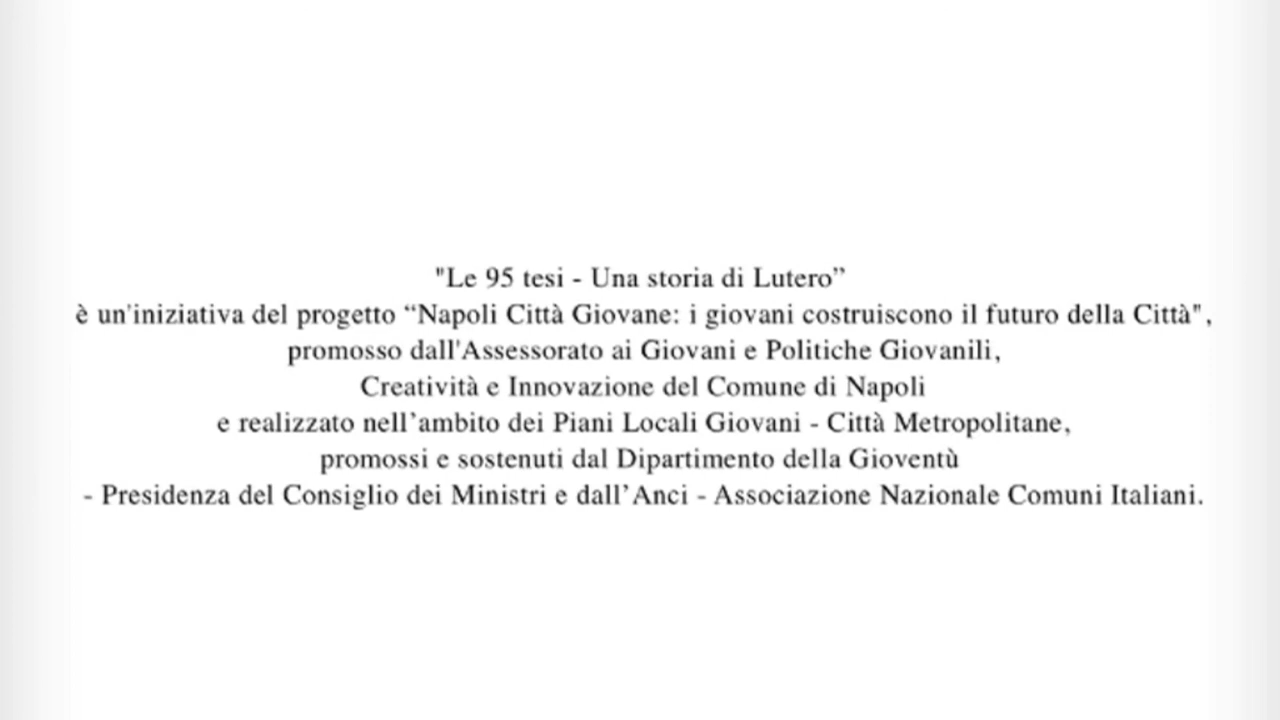 "Le 95 tesi - Una storia di Lutero”
è un'iniziativa del progetto “Napoli Città Giovane: i giovani costruiscono il futuro della Città",
promosso dall'Assessorato ai Giovani e Politiche Giovanili,
Creatività e Innovazione del Comune di Napoli
e realizzato nell’ambito dei Piani Locali Giovani - Città Metropolitane,
promossi e sostenuti dal Dipartimento della Gioventù
- Presidenza del Consiglio dei Ministri e dall’Anci - Associazione Nazionale Comuni Italiani.